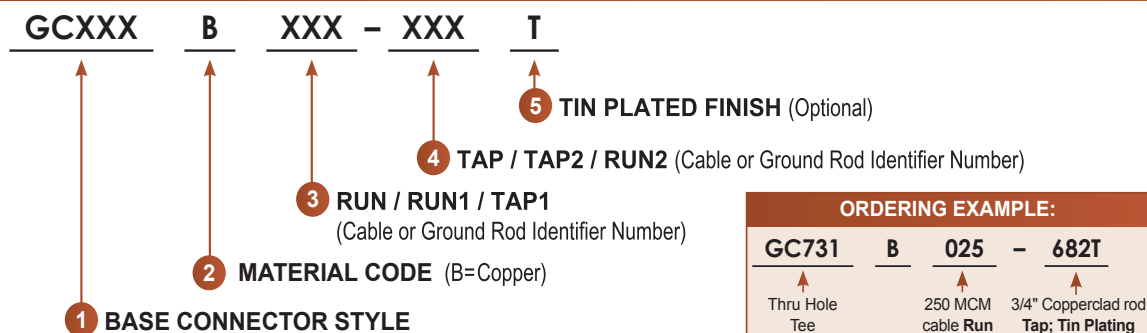 GCXXX B XXX – XXX T
5 TIN PLATED FINISH (Optional)
4 TAP / TAP2 / RUN2 (Cable or Ground Rod Identifier Number)
3 RUN / RUN1 / TAP1
(Cable or Ground Rod Identifier Number)
2 MATERIAL CODE (B=Copper)
1 BASE CONNECTOR STYLE
ORDERING EXAMPLE:
GC731 B 025 – 682T
Thru Hole 250 MCM 3/4" Copperclad rod
Tee cable Run Tap; Tin Plating